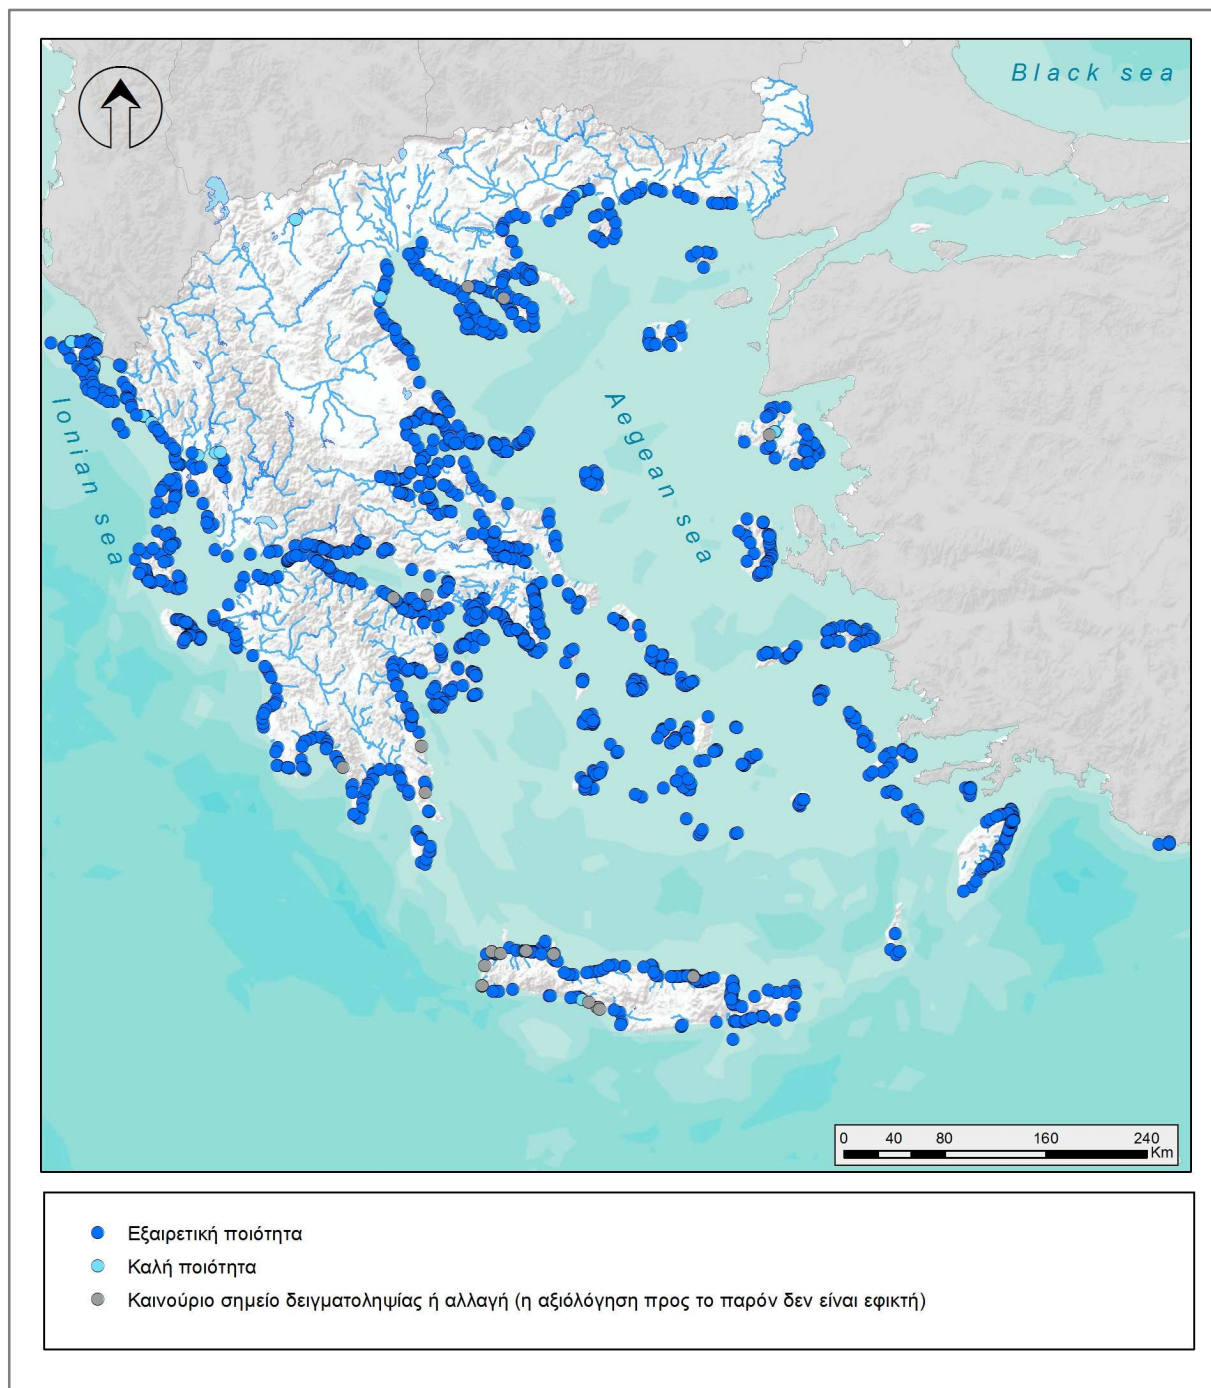 Black sea
Ionian sea
Aegean sea
0 40 80 160 240
Km
Εξαιρετική ποιότητα
Καλή ποιότητα
Καινούριο σημείο δειγματοληψίας ή αλλαγή (η αξιόλόγηση προς το παρόν δεν είναι εφικτή)